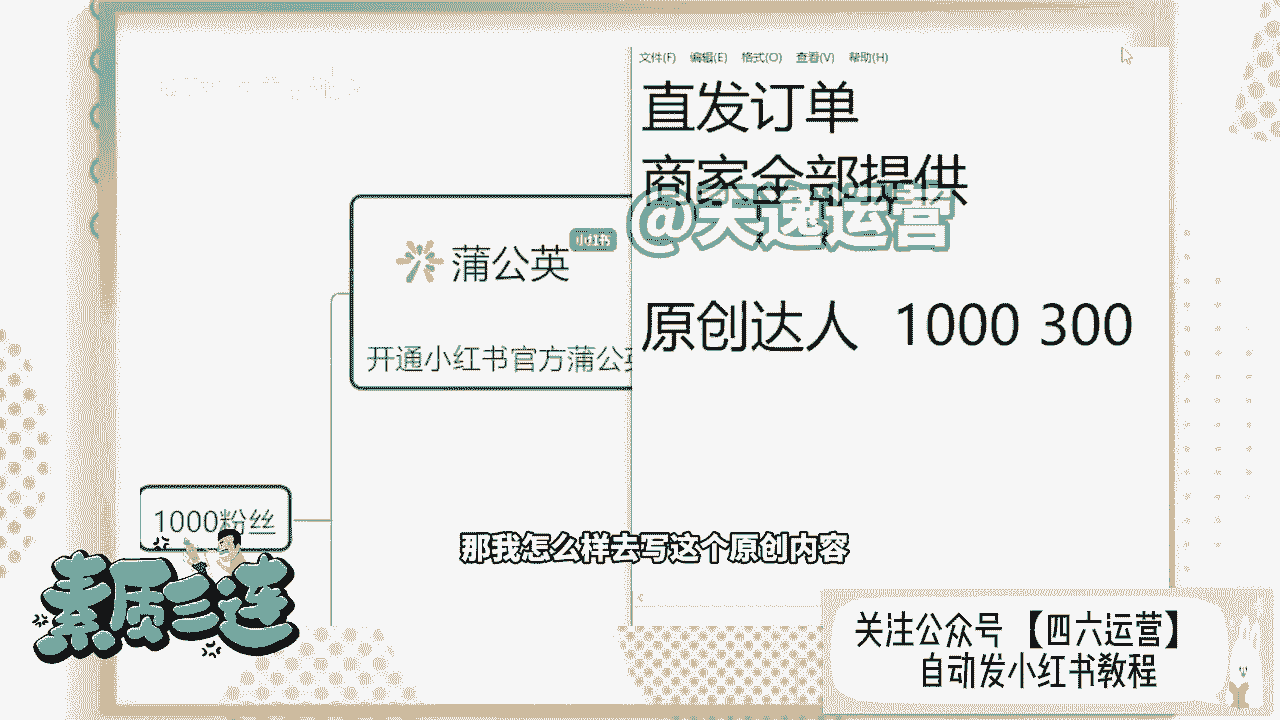 文件(F) 编辑(E) 格式(O) 查看(V) 帮助(H)
直发订单
商家全部提供
@天逸运营
小红书
蒲公英
原创达人 1000 300
开通小红书官方蒲公英
1000粉丝
那我怎么样去写这个原创内容
素质三连
关注公众号【四六运营】
自动发小红书教程